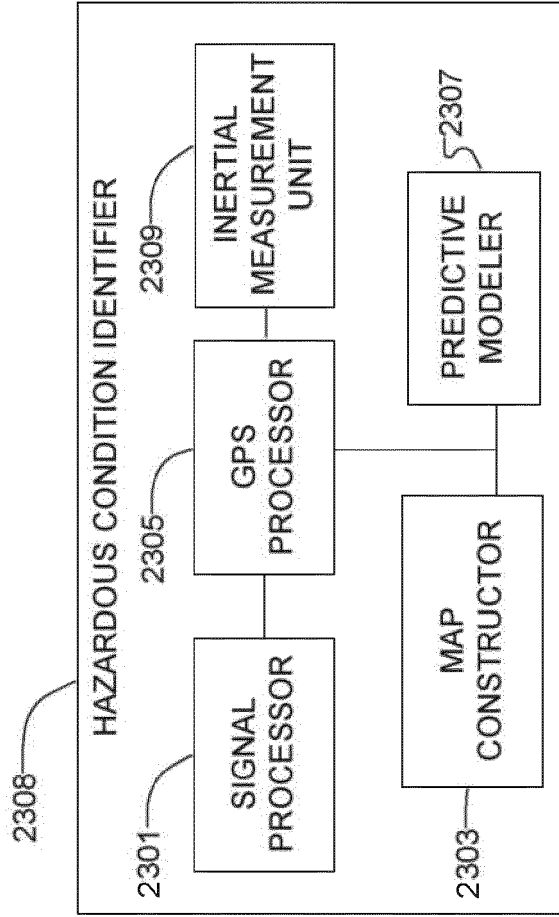 2308
HAZARDOUS CONDITION IDENTIFIER
2301
2305
2309
SIGNAL
PROCESSOR
GPS
PROCESSOR
INERTIAL
MEASUREMENT
UNIT
MAP
CONSTRUCTOR
PREDICTIVE
MODELER
2303
2307